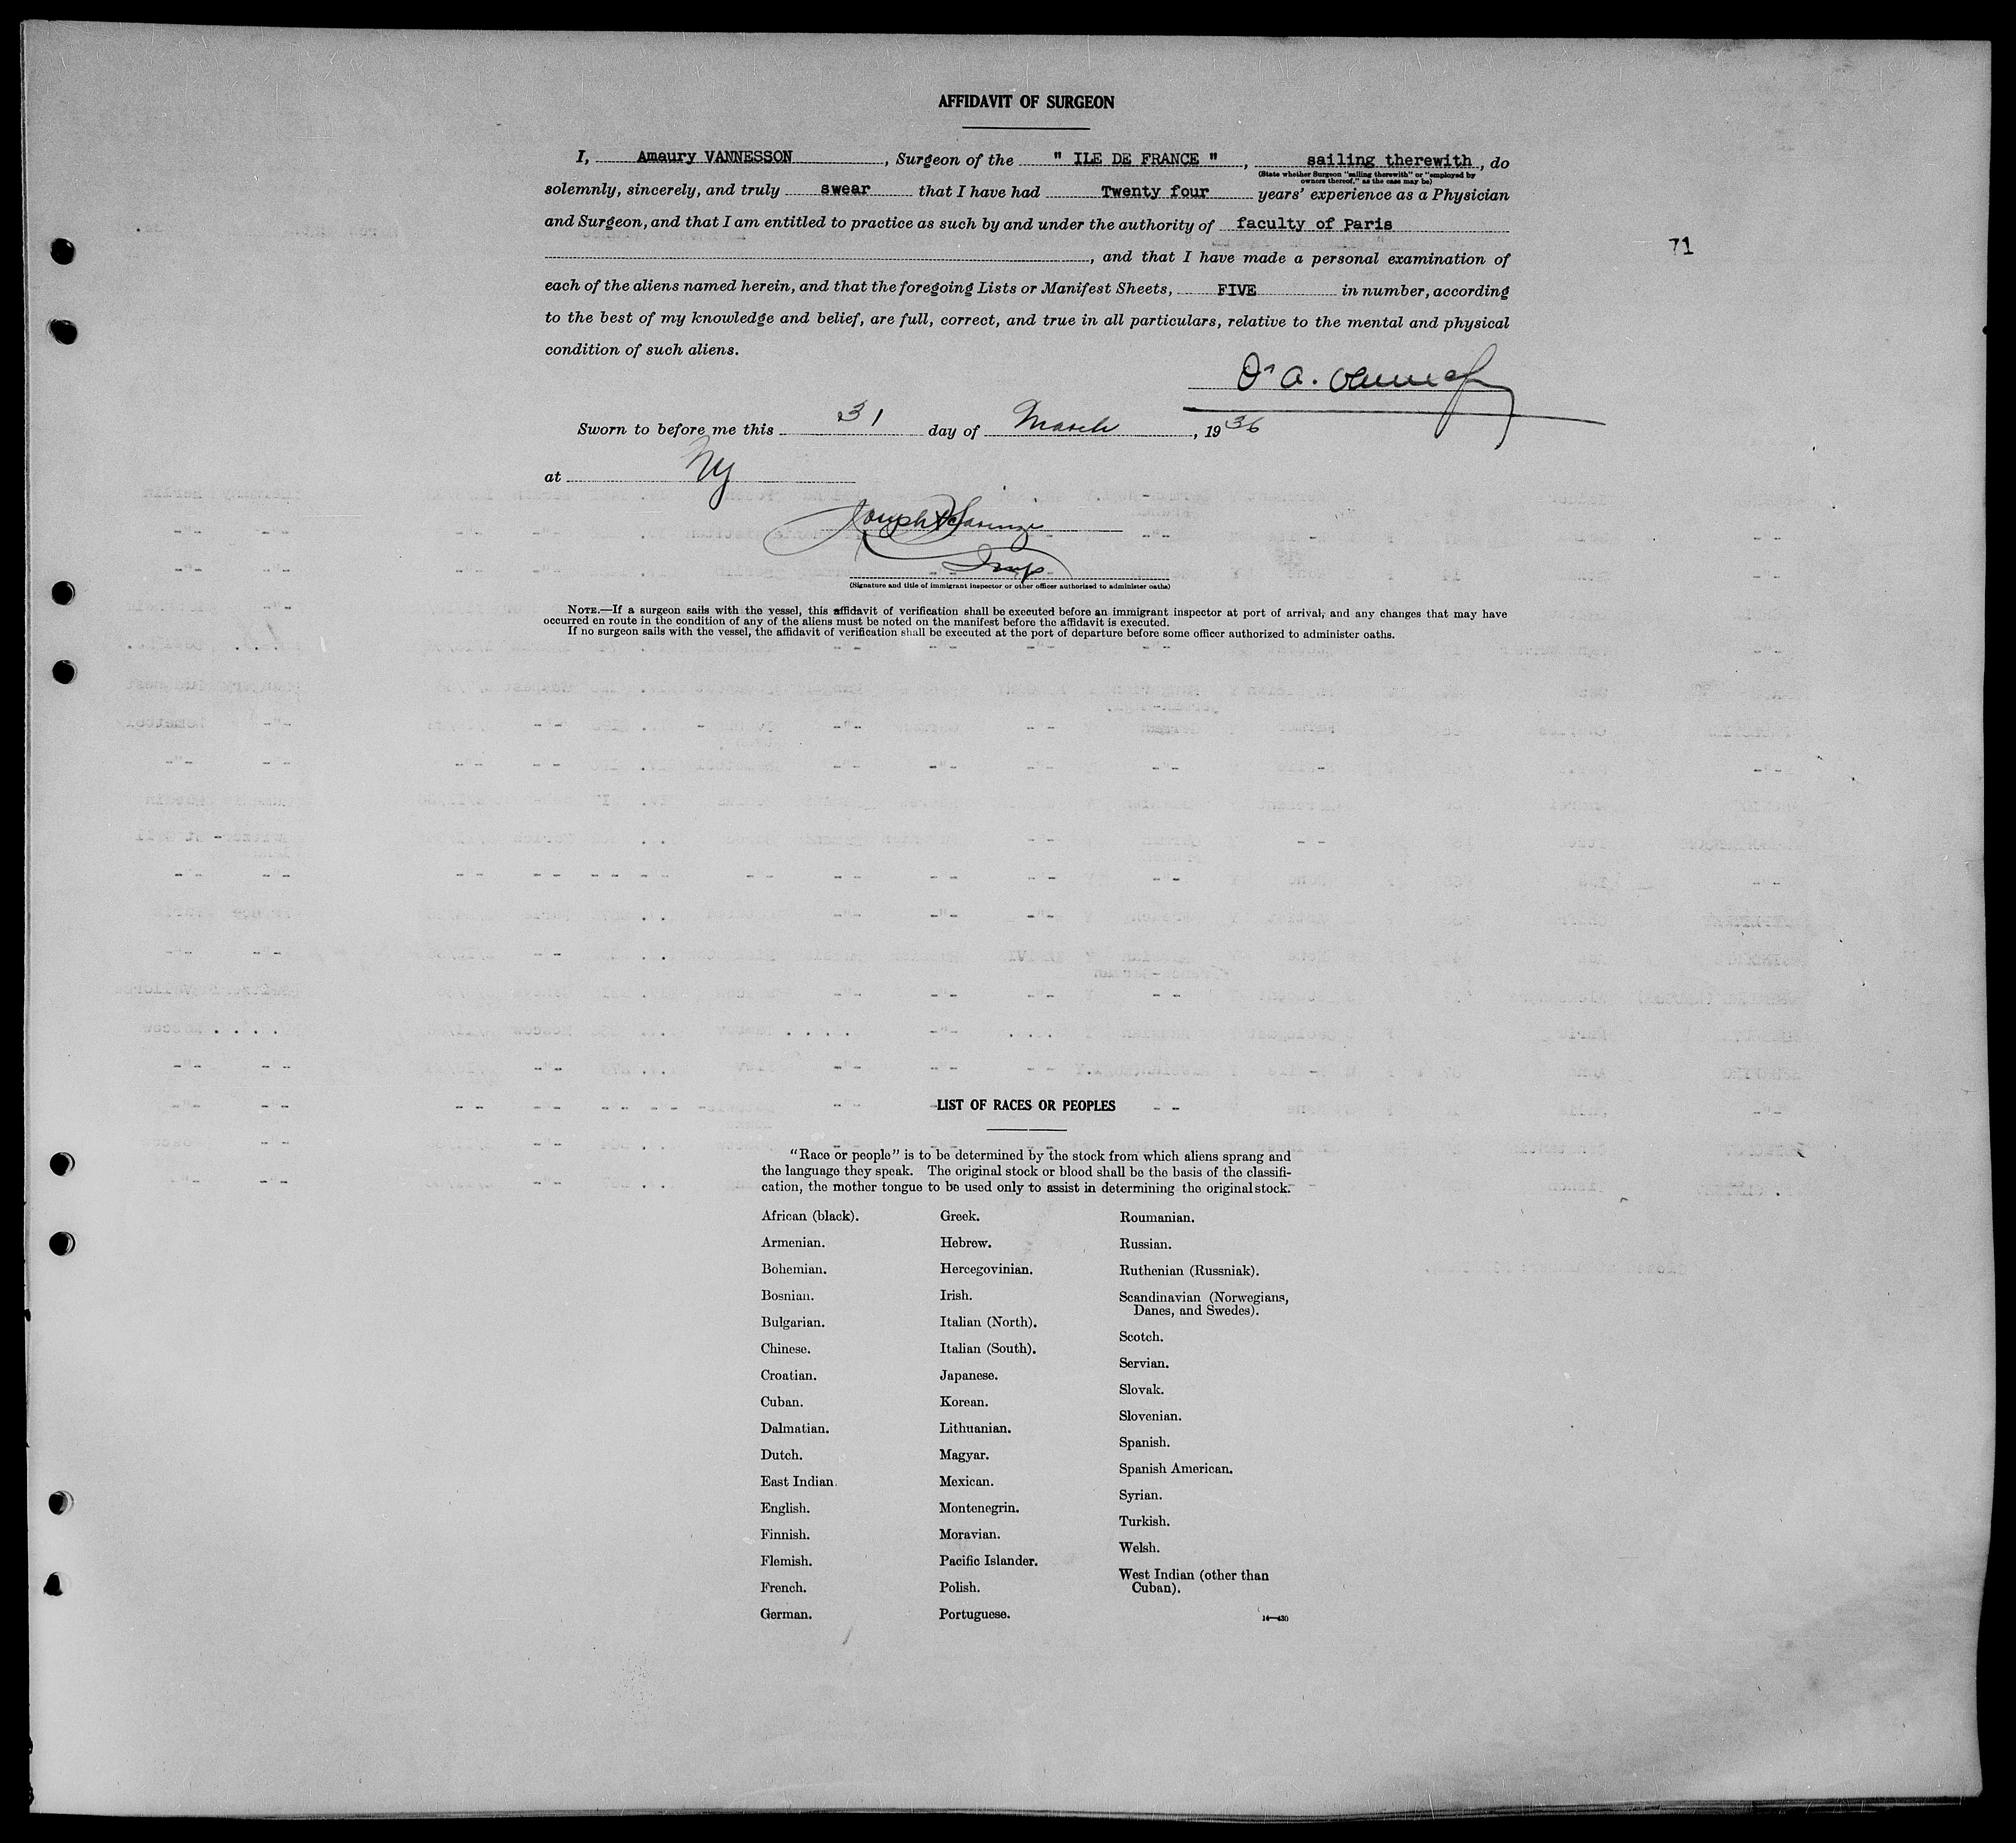 AFFIDAVIT OF SURGEON
I, Amaury VANNESSON, Surgeon of the " ILE DE FRANCE ", sailing therewith, do
(State whether Surgeon "sailing therewith" or "employed by
owners thereof," as the case may be)
solemnly, sincerely, and truly swear that I have had Twenty four years' experience as a Physician
and Surgeon, and that I am entitled to practice as such by and under the authority of faculty of Paris
71
, and that I have made a personal examination of
each of the aliens named herein, and that the foregoing Lists or Manifest Sheets, FIVE in number, according
to the best of my knowledge and belief, are full, correct, and true in all particulars, relative to the mental and physical
condition of such aliens.
Dr A.
Sworn to before me this 31 day of March, 1936
at NY
Joseph
Insp
(Signature and title of immigrant inspector or other officer authorized to administer oaths)
NOTE.—If a surgeon sails with the vessel, this affidavit of verification shall be executed before an immigrant inspector at port of arrival, and any changes that may have
occurred en route in the condition of any of the aliens must be noted on the manifest before the affidavit is executed.
If no surgeon sails with the vessel, the affidavit of verification shall be executed at the port of departure before some officer authorized to administer oaths.
LIST OF RACES OR PEOPLES
"Race or people" is to be determined by the stock from which aliens sprang and
the language they speak. The original stock or blood shall be the basis of the classifi-
cation, the mother tongue to be used only to assist in determining the original stock.
African (black).
Armenian.
Bohemian.
Bosnian.
Bulgarian.
Chinese.
Croatian.
Cuban.
Dalmatian.
Dutch.
East Indian.
English.
Finnish.
Flemish.
French.
German.
Greek.
Hebrew.
Hercegovinian.
Irish.
Italian (North).
Italian (South).
Japanese.
Korean.
Lithuanian.
Magyar.
Mexican.
Montenegrin.
Moravian.
Pacific Islander.
Polish.
Portuguese.
Roumanian.
Russian.
Ruthenian (Russniak).
Scandinavian (Norwegians,
Danes, and Swedes).
Scotch.
Servian.
Slovak.
Slovenian.
Spanish.
Spanish American.
Syrian.
Turkish.
Welsh.
West Indian (other than
Cuban).
14—430